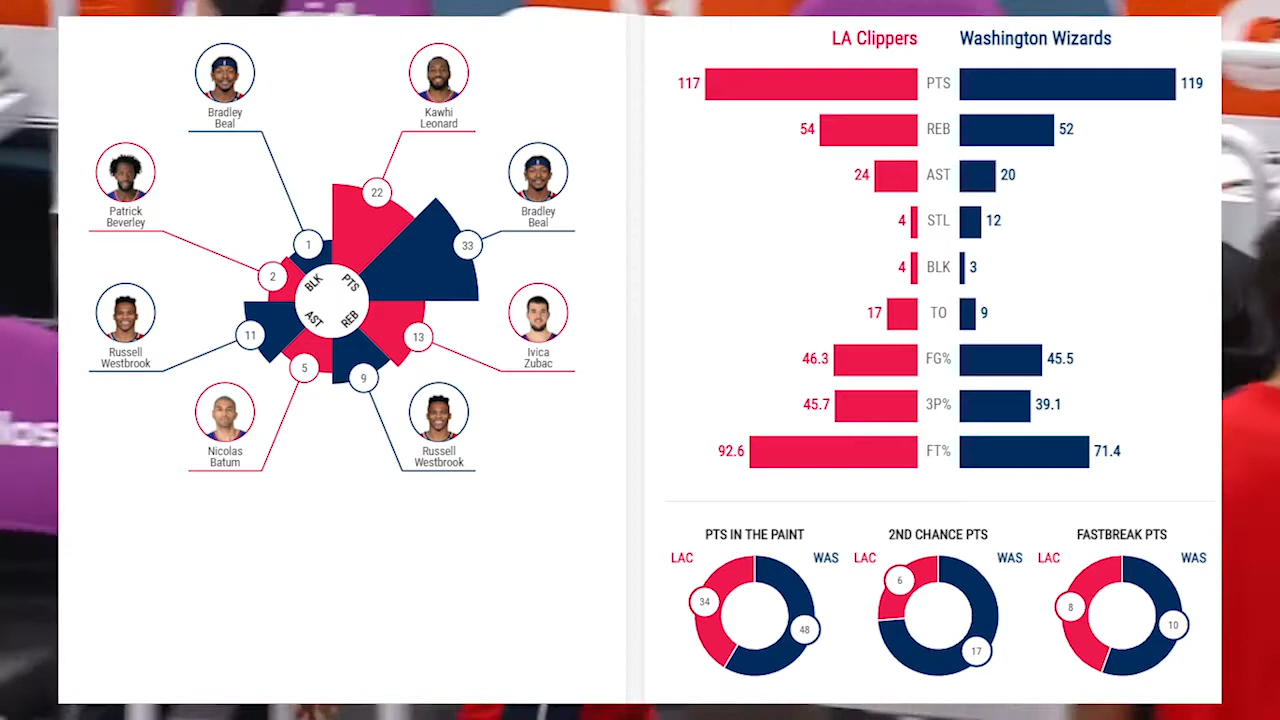 Bradley
Beal
Kawhi
Leonard
Patrick
Beverley
Bradley
Beal
22
1
33
2
BLK
PTS
AST
REB
Russell
Westbrook
11
13
Ivica
Zubac
5
9
Nicolas
Batum
Russell
Westbrook
LA Clippers Washington Wizards
117 PTS 119
54 REB 52
24 AST 20
4 STL 12
4 BLK 3
17 TO 9
46.3 FG% 45.5
45.7 3P% 39.1
92.6 FT% 71.4
PTS IN THE PAINT
LAC WAS
34
48
2ND CHANCE PTS
LAC WAS
6
17
FASTBREAK PTS
LAC WAS
8
10